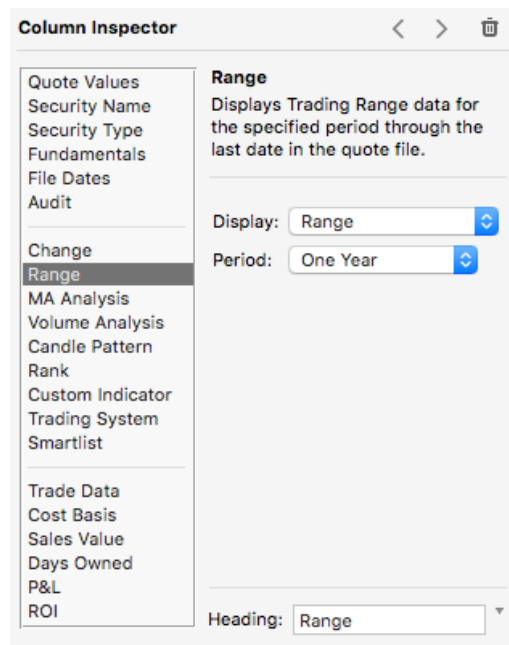 Column Inspector
Quote Values
Security Name
Security Type
Fundamentals
File Dates
Audit
Change
Range
MA Analysis
Volume Analysis
Candle Pattern
Rank
Custom Indicator
Trading System
Smartlist
Trade Data
Cost Basis
Sales Value
Days Owned
P&L
ROI
Range
Displays Trading Range data for
the specified period through the
last date in the quote file.
Display: Range
Period: One Year
Heading: Range